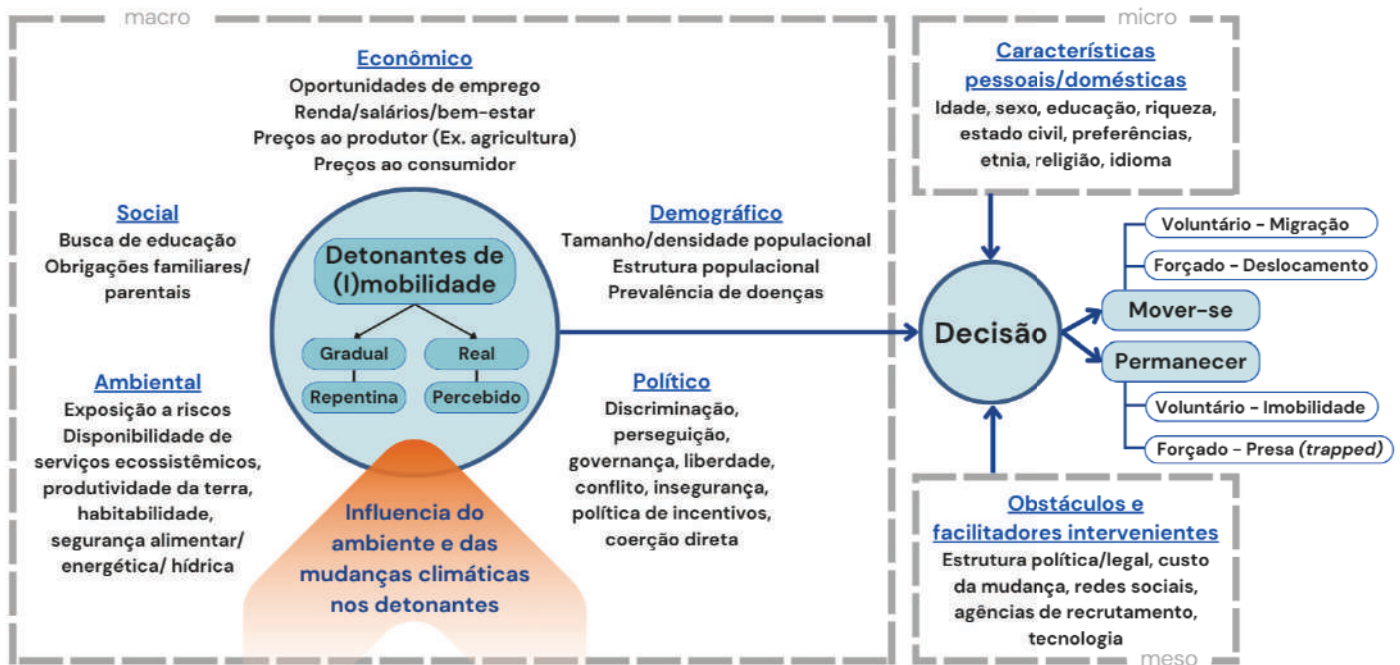 macro
Econômico
Oportunidades de emprego
Renda/salários/bem-estar
Preços ao produtor (Ex. agricultura)
Preços ao consumidor
Social
Busca de educação
Obrigações familiares/
parentais
Detonantes de
(I)mobilidade
Gradual
Repentina
Real
Percebido
Demográfico
Tamanho/densidade populacional
Estrutura populacional
Prevalência de doenças
Ambiental
Exposição a riscos
Disponibilidade de
serviços ecossistêmicos,
produtividade da terra,
habitabilidade,
segurança alimentar/
energética/ hídrica
Influencia do
ambiente e das
mudanças climáticas
nos detonantes
Político
Discriminação,
perseguição,
governança, liberdade,
conflito, insegurança,
política de incentivos,
coerção direta
micro
Características
pessoais/domésticas
Idade, sexo, educação, riqueza,
estado civil, preferências,
etnia, religião, idioma
Decisão
Voluntário - Migração
Forçado - Deslocamento
Mover-se
Permanecer
Voluntário - Imobilidade
Forçado - Presa (trapped)
Obstáculos e
facilitadores intervenientes
Estrutura política/legal, custo
da mudança, redes sociais,
agências de recrutamento,
tecnologia
meso